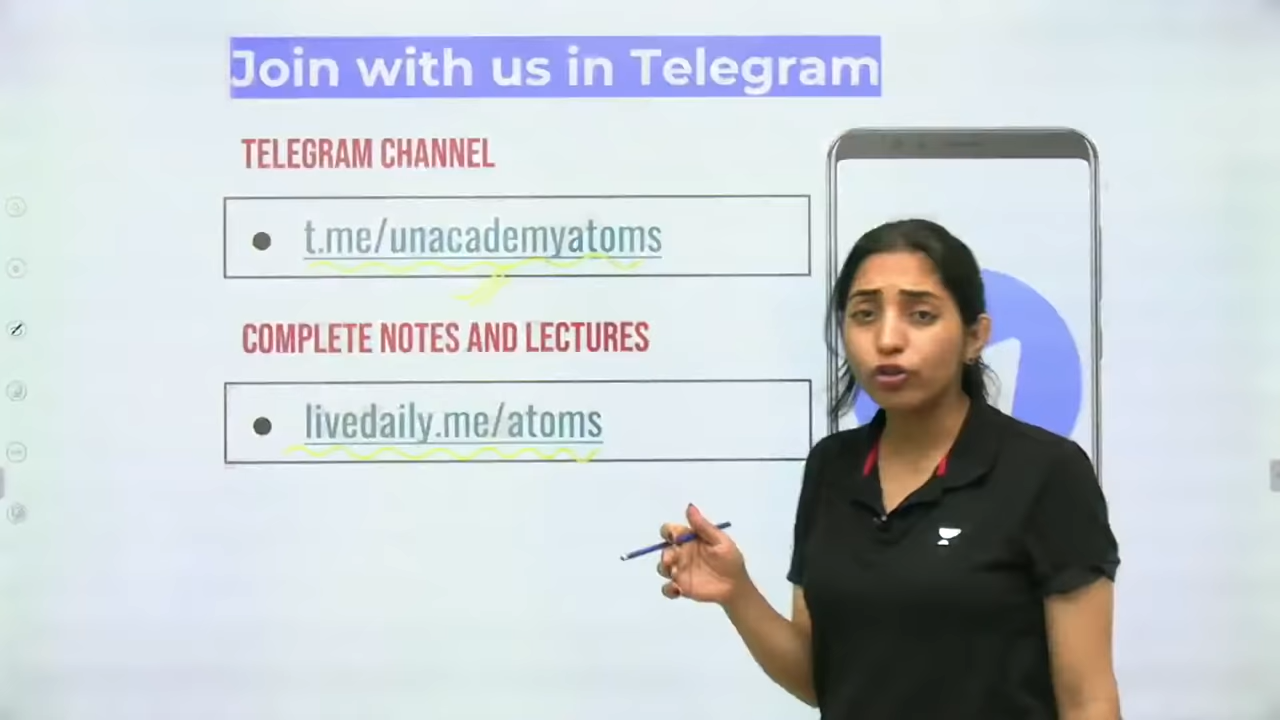 Join with us in Telegram
TELEGRAM CHANNEL
t.me/unacademyatoms
COMPLETE NOTES AND LECTURES
livedaily.me/atoms